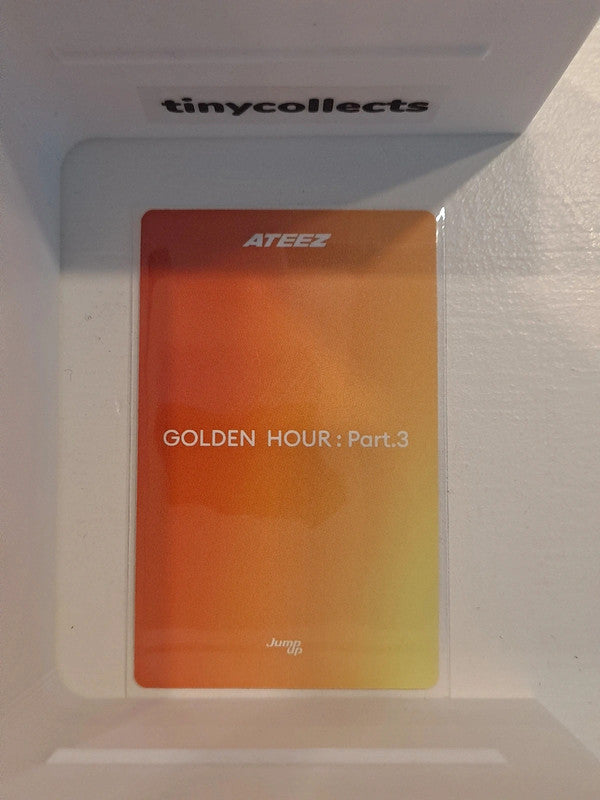 tinycollects
ATEEZ
GOLDEN HOUR : Part.3
Jump
Up